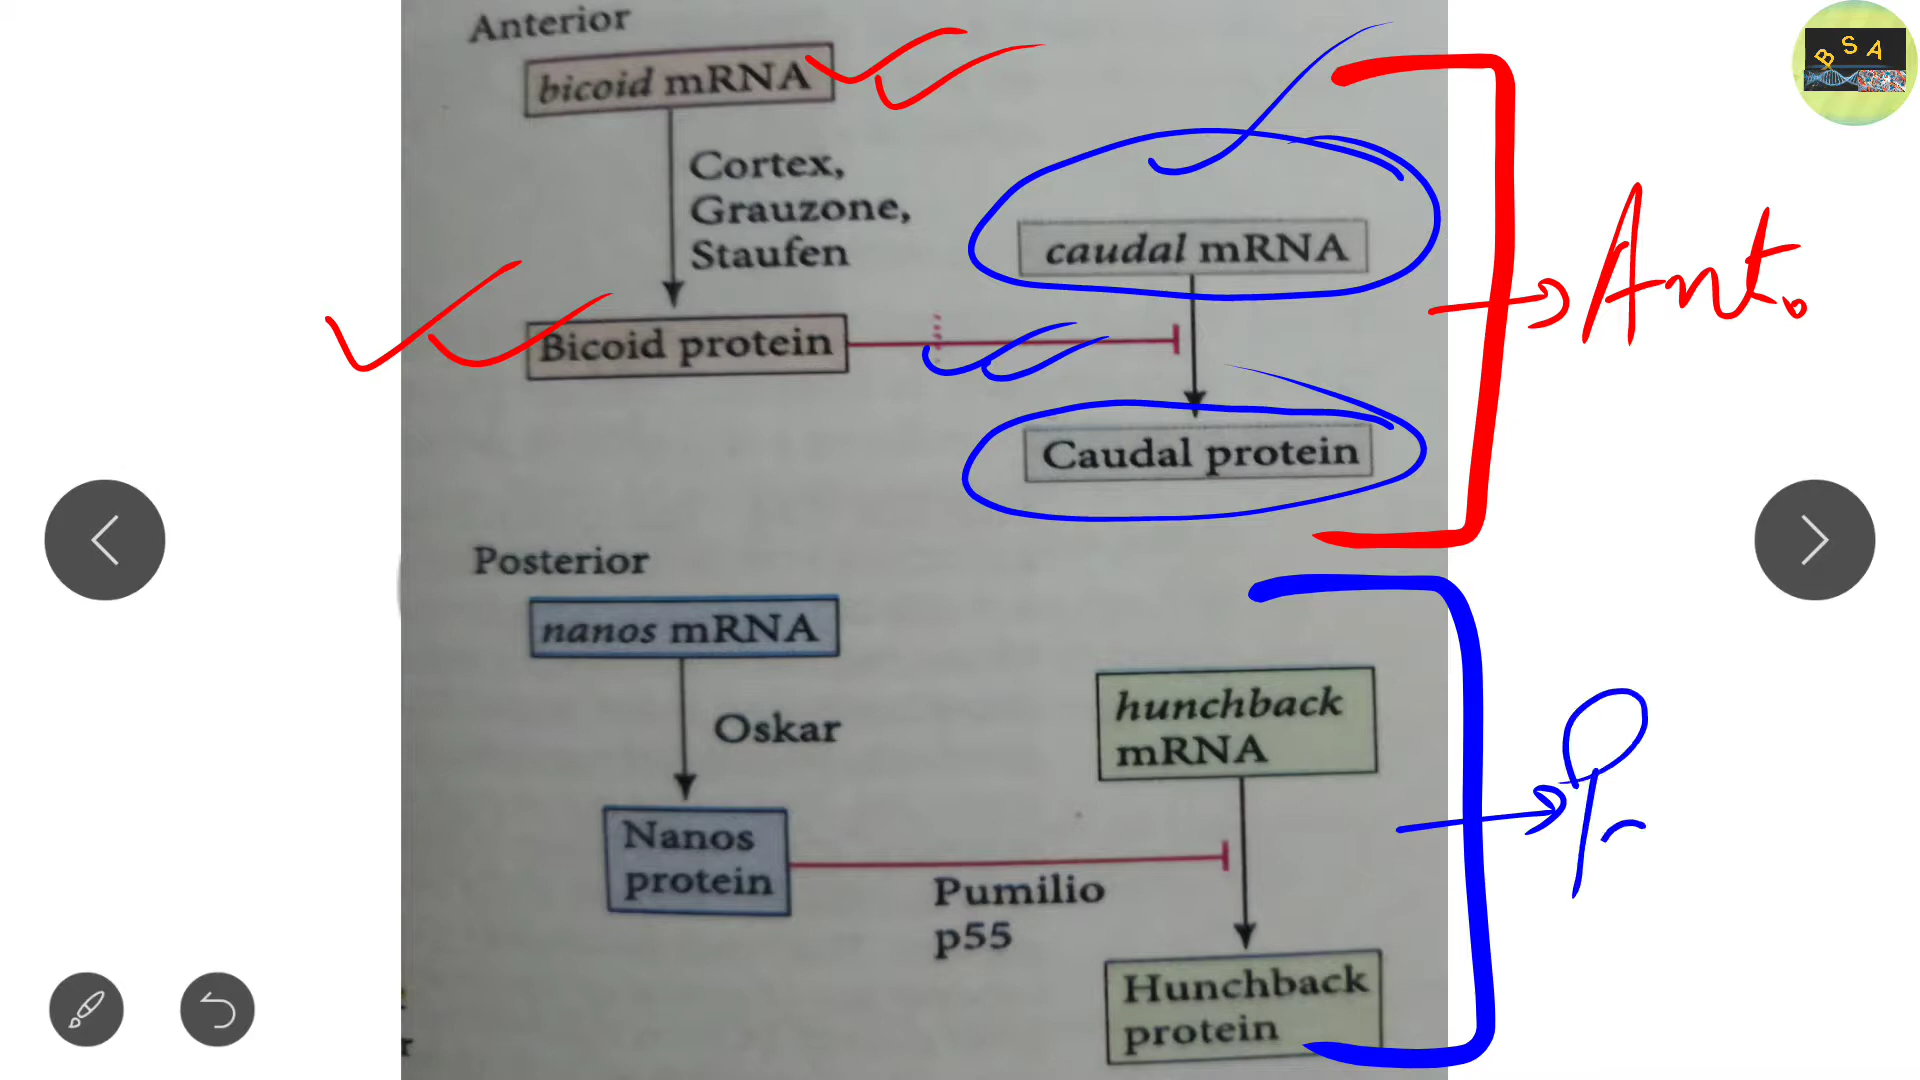 Anterior
bicoid mRNA
Cortex,
Grauzone,
Staufen
caudal mRNA
Bicoid protein
Caudal protein
Ant.
Posterior
nanos mRNA
Oskar
hunchback
mRNA
Nanos
protein
Pumilio
p55
Hunchback
protein
BSA